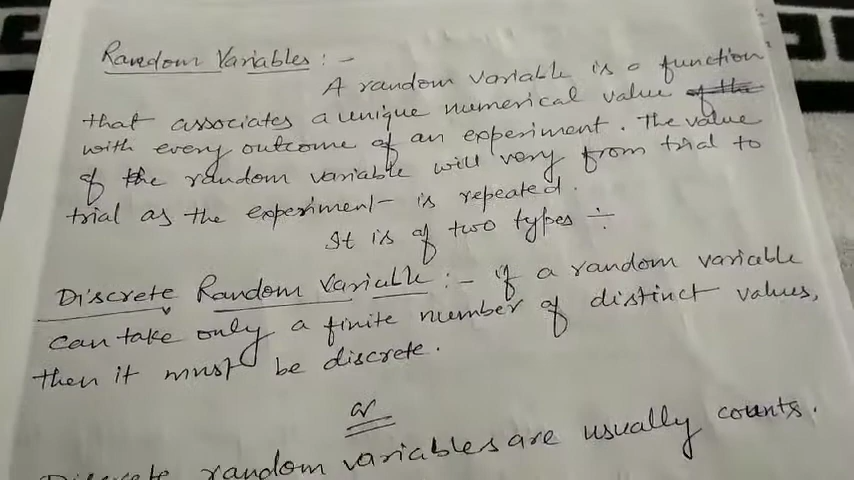 Random Variables : -
A random variable is a function
that associates a unique numerical value of the
with every outcome of an experiment. The value
of the random variable will very from trial to
trial as the experiment is repeated.
It is of two types ÷
Discrete Random Variable : - if a random variable
can take only a finite number of distinct values,
then it must be discrete.
or
Discrete random variables are usually counts.